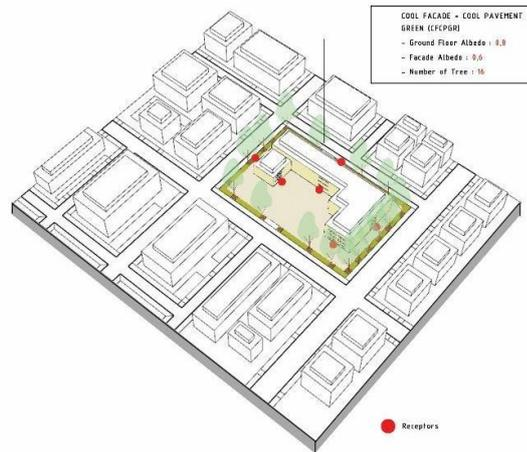 COOL FACADE + COOL PAVEMENT
GREEN (CFCPGR)
- Ground Floor Albedo : 0,8
- Facade Albedo : 0,6
- Number of Tree : 16
Receptors